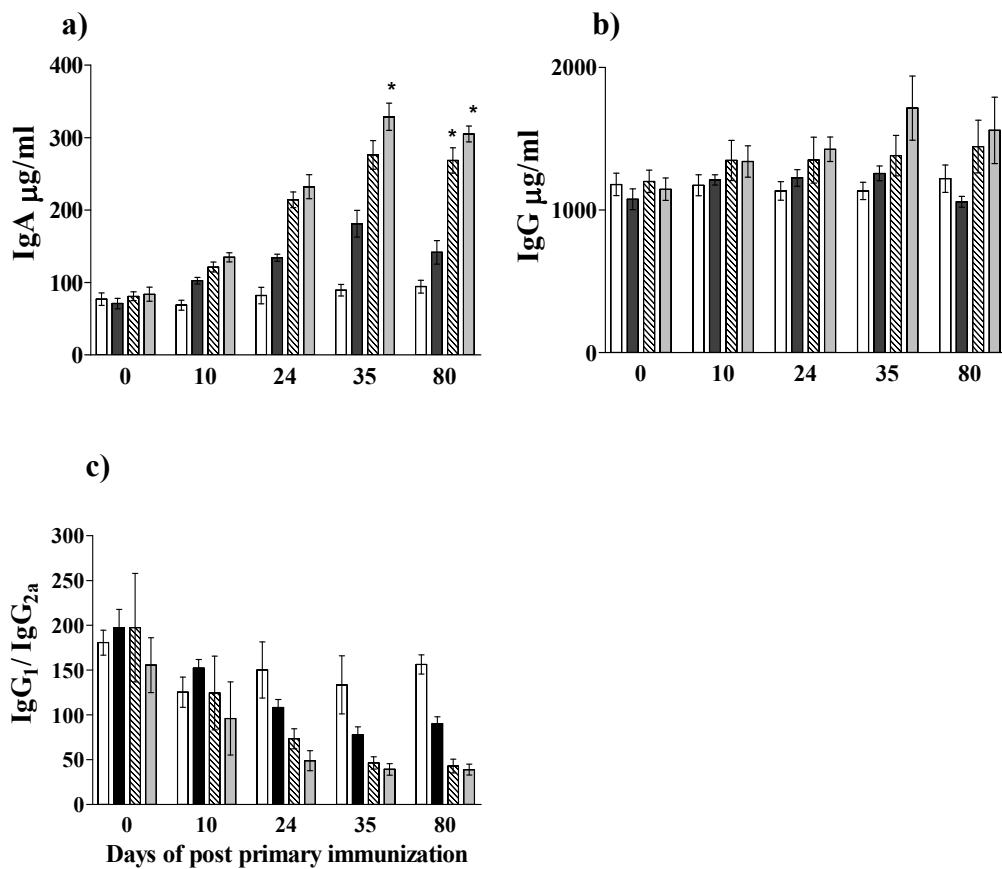 a)
IgA µg/ml
400
300
200
100
0
* * *
0 10 24 35 80
b)
IgG µg/ml
2000
1000
0
0 10 24 35 80
c)
IgG1/ IgG2a
300
250
200
150
100
50
0
0 10 24 35 80
Days of post primary immunization